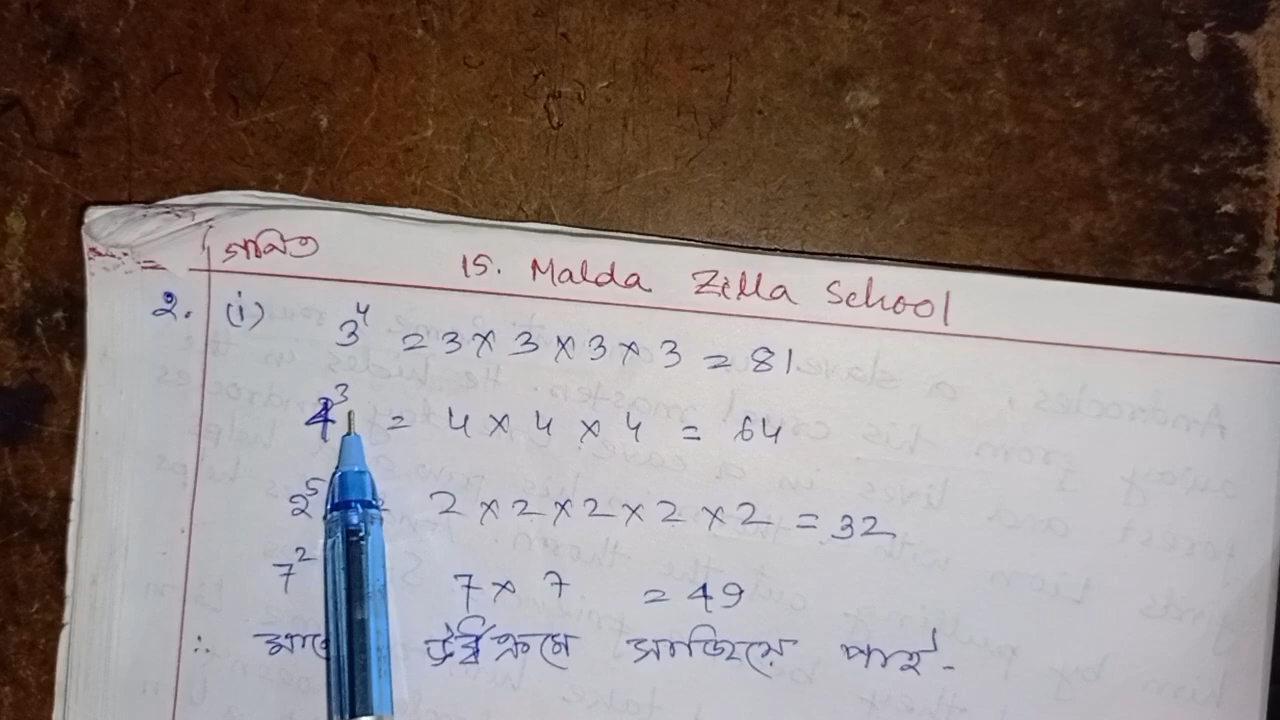 গণিত
15. Malda Zilla School
2. (i) 3⁴ = 3 × 3 × 3 × 3 = 81
4³ = 4 × 4 × 4 = 64
2⁵ = 2 × 2 × 2 × 2 × 2 = 32
7² 7 × 7 = 49
∴ ঊর্ধ্বক্রমে সাজিয়ে পাই -